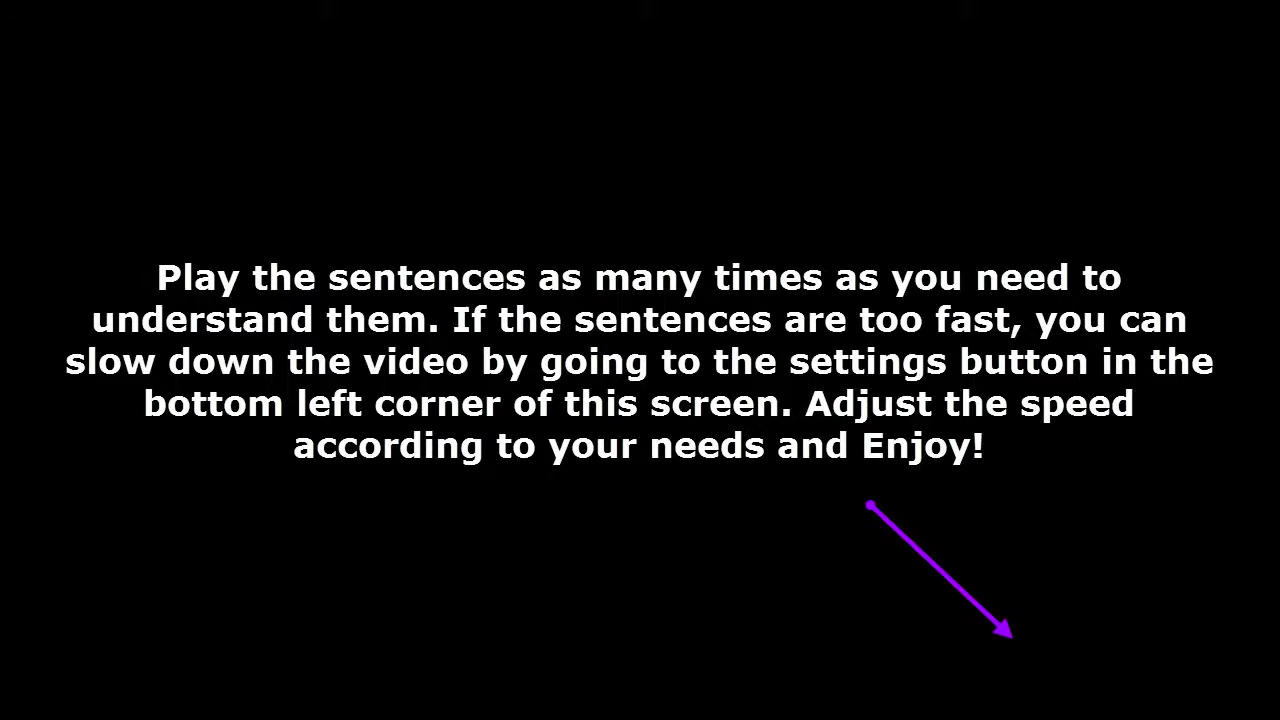 Play the sentences as many times as you need to
understand them. If the sentences are too fast, you can
slow down the video by going to the settings button in the
bottom left corner of this screen. Adjust the speed
according to your needs and Enjoy!